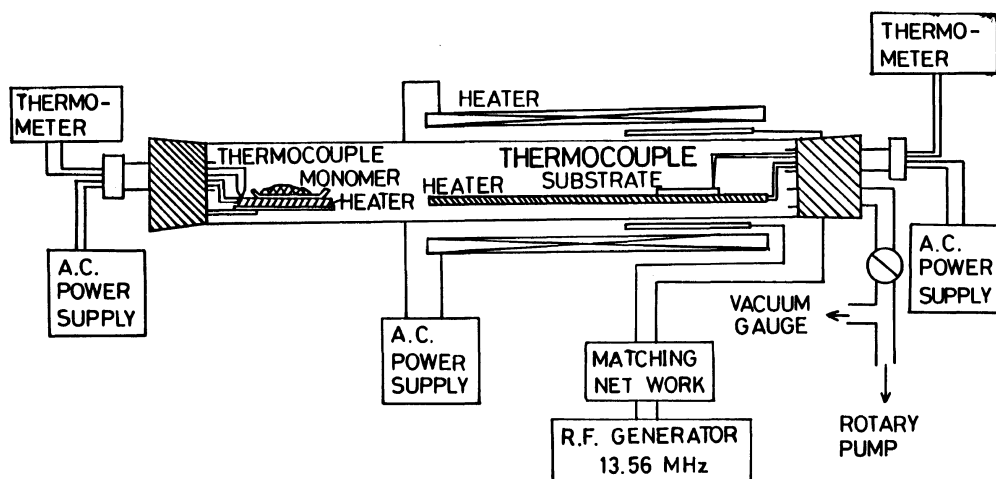 THERMO-
METER
THERMO-
METER
HEATER
THERMOCOUPLE
MONOMER
HEATER
THERMOCOUPLE
SUBSTRATE
HEATER
A.C.
POWER
SUPPLY
A.C.
POWER
SUPPLY
A.C.
POWER
SUPPLY
VACUUM
GAUGE
MATCHING
NET WORK
R.F. GENERATOR
13.56 MHz
ROTARY
PUMP